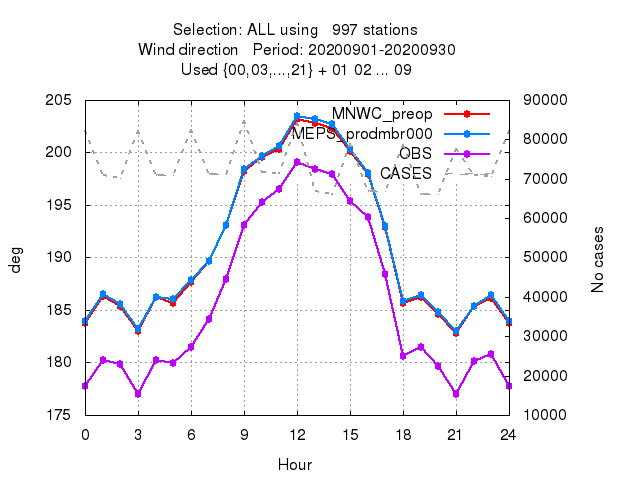 Selection: ALL using 997 stations
Wind direction Period: 20200901-20200930
Used {00,03,...,21} + 01 02 ... 09
205 90000
MNWC_preop
80000
MEPS_prodmbr000
200 OBS
CASES 70000
195
60000
deg 190 50000 No cases
185 40000
30000
180
20000
175 10000
0 3 6 9 12 15 18 21 24
Hour